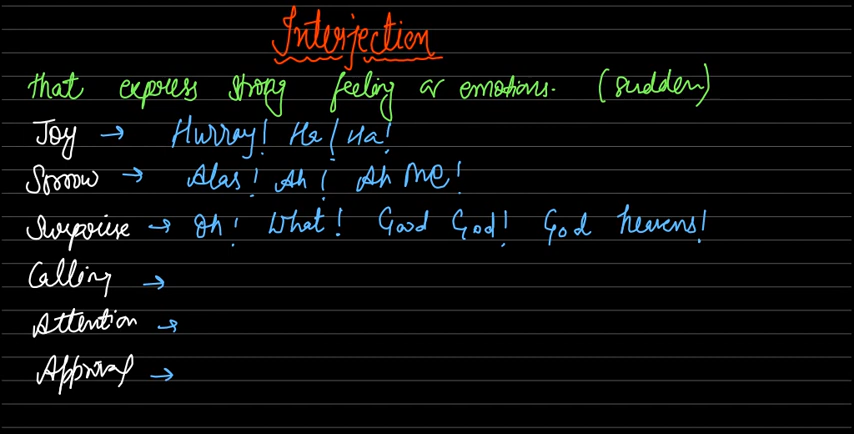 Interjection
that express strong feeling or emotions. (sudden)
Joy → Hurray! Ha! Ha!
Sorrow → Alas! Ah! Ah Me!
Surprise → Oh! What! Good God! God heavens!
Calling →
Attention →
Approval →